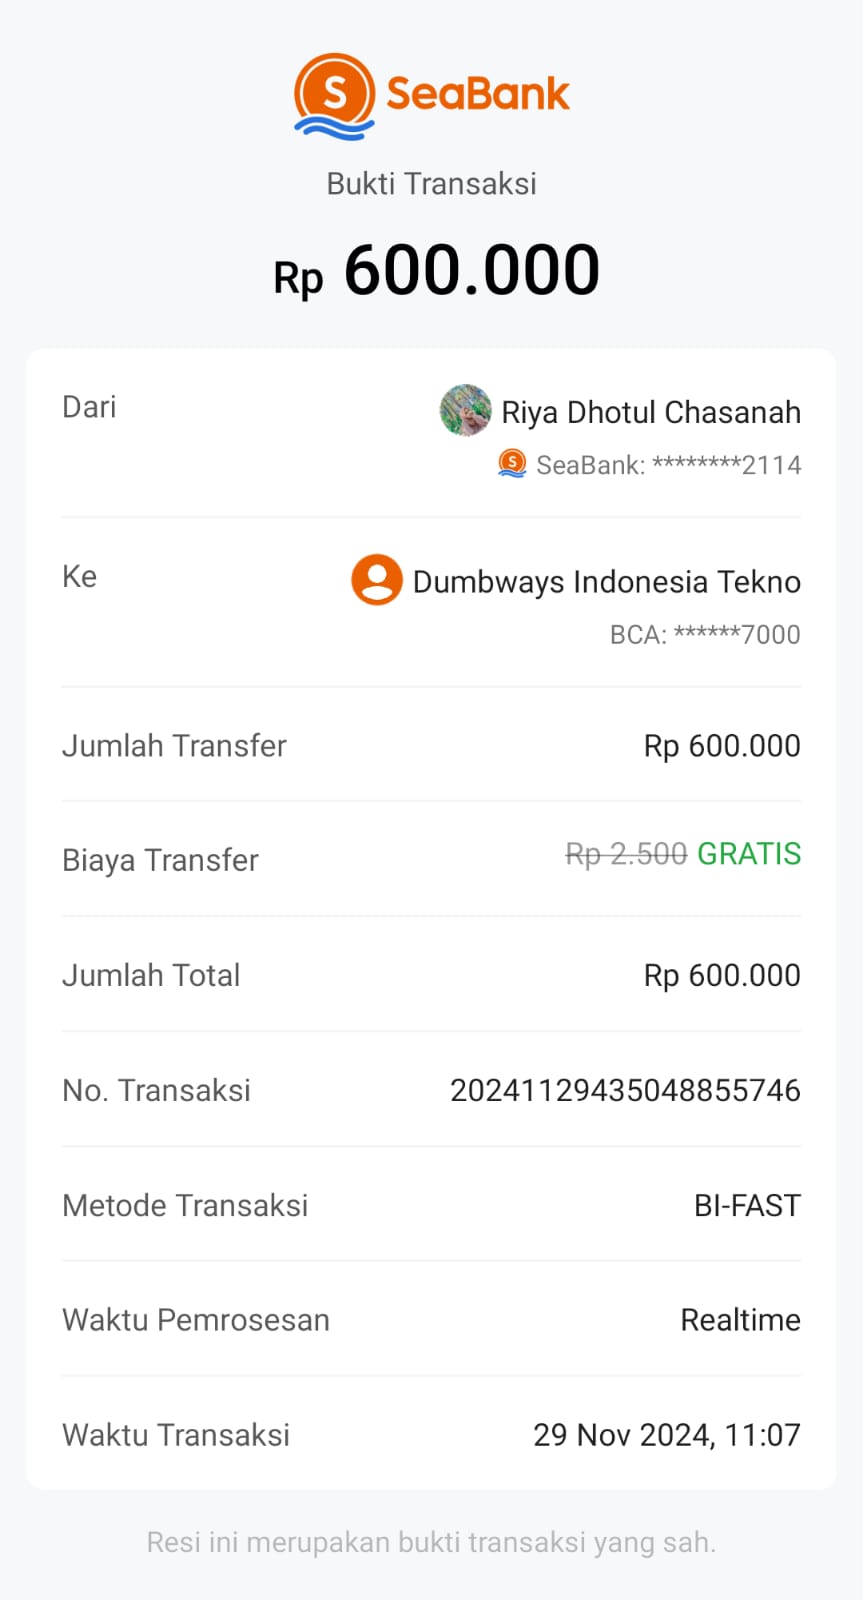 SeaBank
Bukti Transaksi
Rp 600.000
Dari
Riya Dhotul Chasanah
SeaBank: ********2114
Ke
Dumbways Indonesia Tekno
BCA: ******7000
Jumlah Transfer
Rp 600.000
Biaya Transfer
Rp 2.500 GRATIS
Jumlah Total
Rp 600.000
No. Transaksi
20241129435048855746
Metode Transaksi
BI-FAST
Waktu Pemrosesan
Realtime
Waktu Transaksi
29 Nov 2024, 11:07
Resi ini merupakan bukti transaksi yang sah.